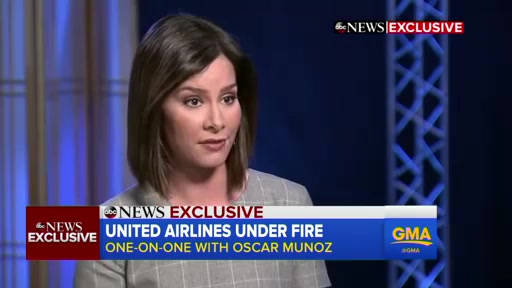 abc NEWS EXCLUSIVE
abc NEWS EXCLUSIVE
abc NEWS
EXCLUSIVE
UNITED AIRLINES UNDER FIRE
ONE-ON-ONE WITH OSCAR MUNOZ
GMA
@GMA